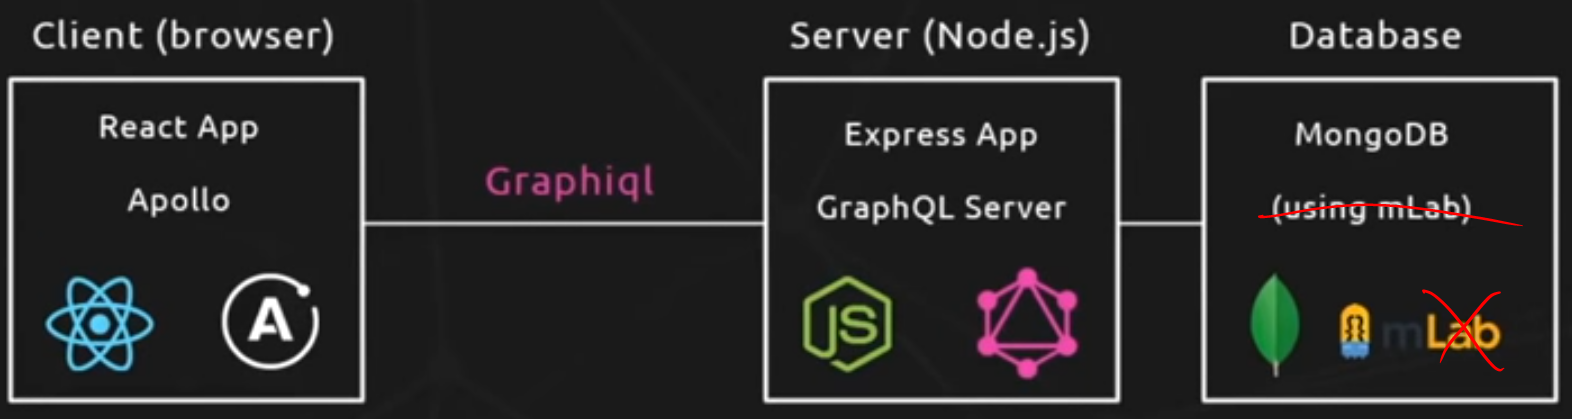 Client (browser)
React App
Apollo
A
Graphiql
Server (Node.js)
Express App
GraphQL Server
JS
Database
MongoDB
(using mLab)
mLab